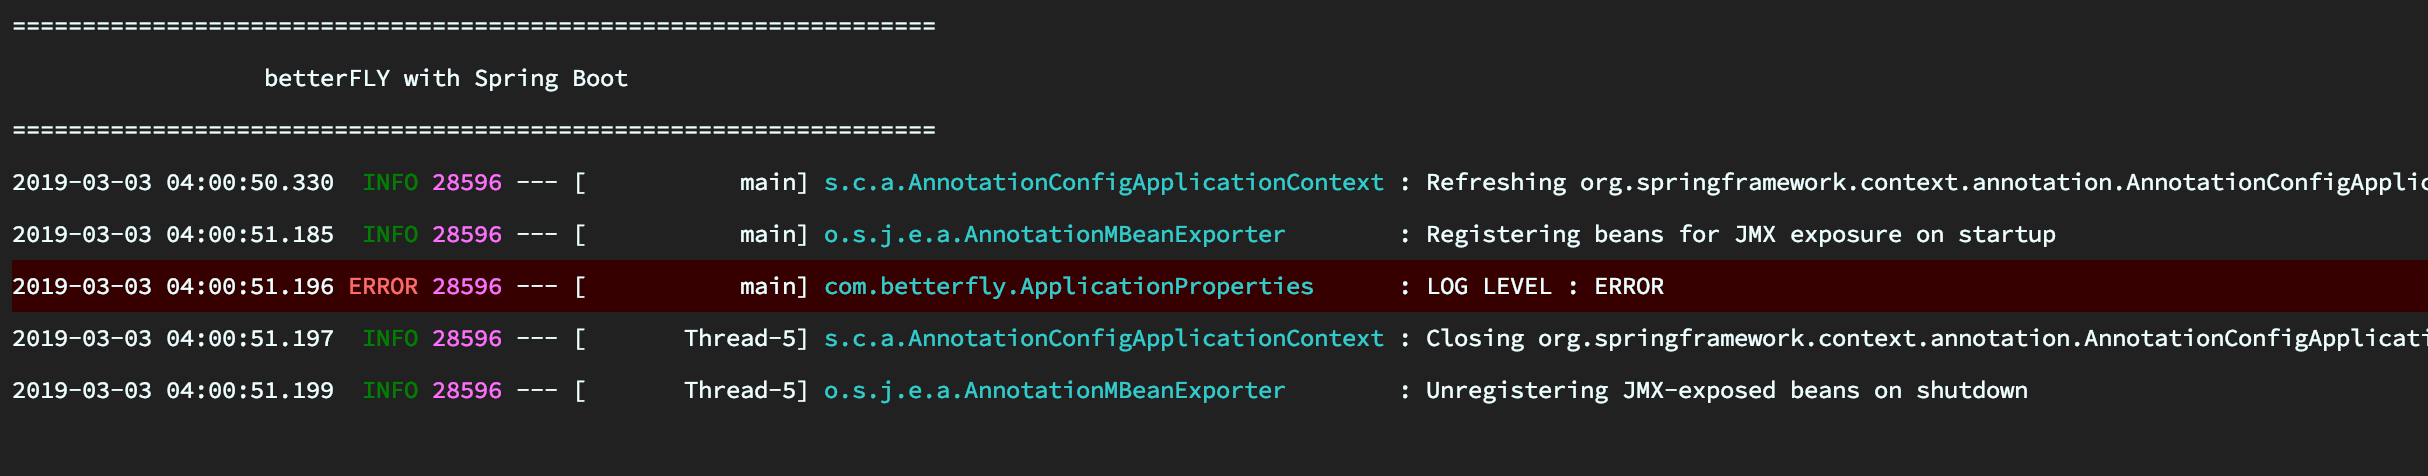 ==================================================================
betterFLY with Spring Boot
==================================================================
2019-03-03 04:00:50.330  INFO 28596 --- [           main] s.c.a.AnnotationConfigApplicationContext : Refreshing org.springframework.context.annotation.AnnotationConfigApplic
2019-03-03 04:00:51.185  INFO 28596 --- [           main] o.s.j.e.a.AnnotationMBeanExporter        : Registering beans for JMX exposure on startup
2019-03-03 04:00:51.196 ERROR 28596 --- [           main] com.betterfly.ApplicationProperties      : LOG LEVEL : ERROR
2019-03-03 04:00:51.197  INFO 28596 --- [       Thread-5] s.c.a.AnnotationConfigApplicationContext : Closing org.springframework.context.annotation.AnnotationConfigApplicati
2019-03-03 04:00:51.199  INFO 28596 --- [       Thread-5] o.s.j.e.a.AnnotationMBeanExporter        : Unregistering JMX-exposed beans on shutdown